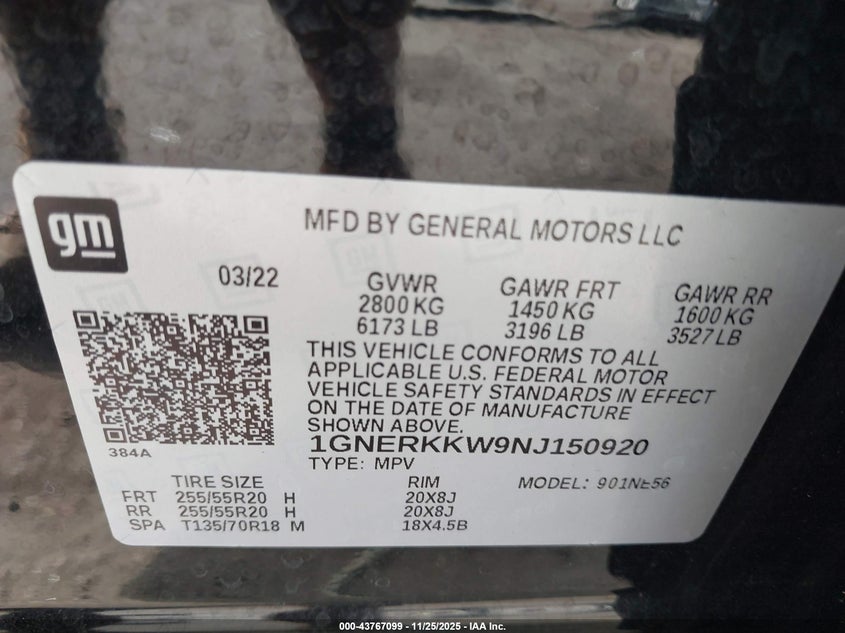 gm
MFD BY GENERAL MOTORS LLC
03/22
GVWR GAWR FRT GAWR RR
2800 KG 1450 KG 1600 KG
6173 LB 3196 LB 3527 LB
THIS VEHICLE CONFORMS TO ALL
APPLICABLE U.S. FEDERAL MOTOR
VEHICLE SAFETY STANDARDS IN EFFECT
ON THE DATE OF MANUFACTURE
SHOWN ABOVE.
384A
1GNERKKW9NJ150920
TYPE: MPV
TIRE SIZE RIM MODEL: 901NE56
FRT 255/55R20 H 20X8J
RR 255/55R20 H 20X8J
SPA T135/70R18 M 18X4.5B
000-43767099 - 11/25/2025 - IAA Inc.